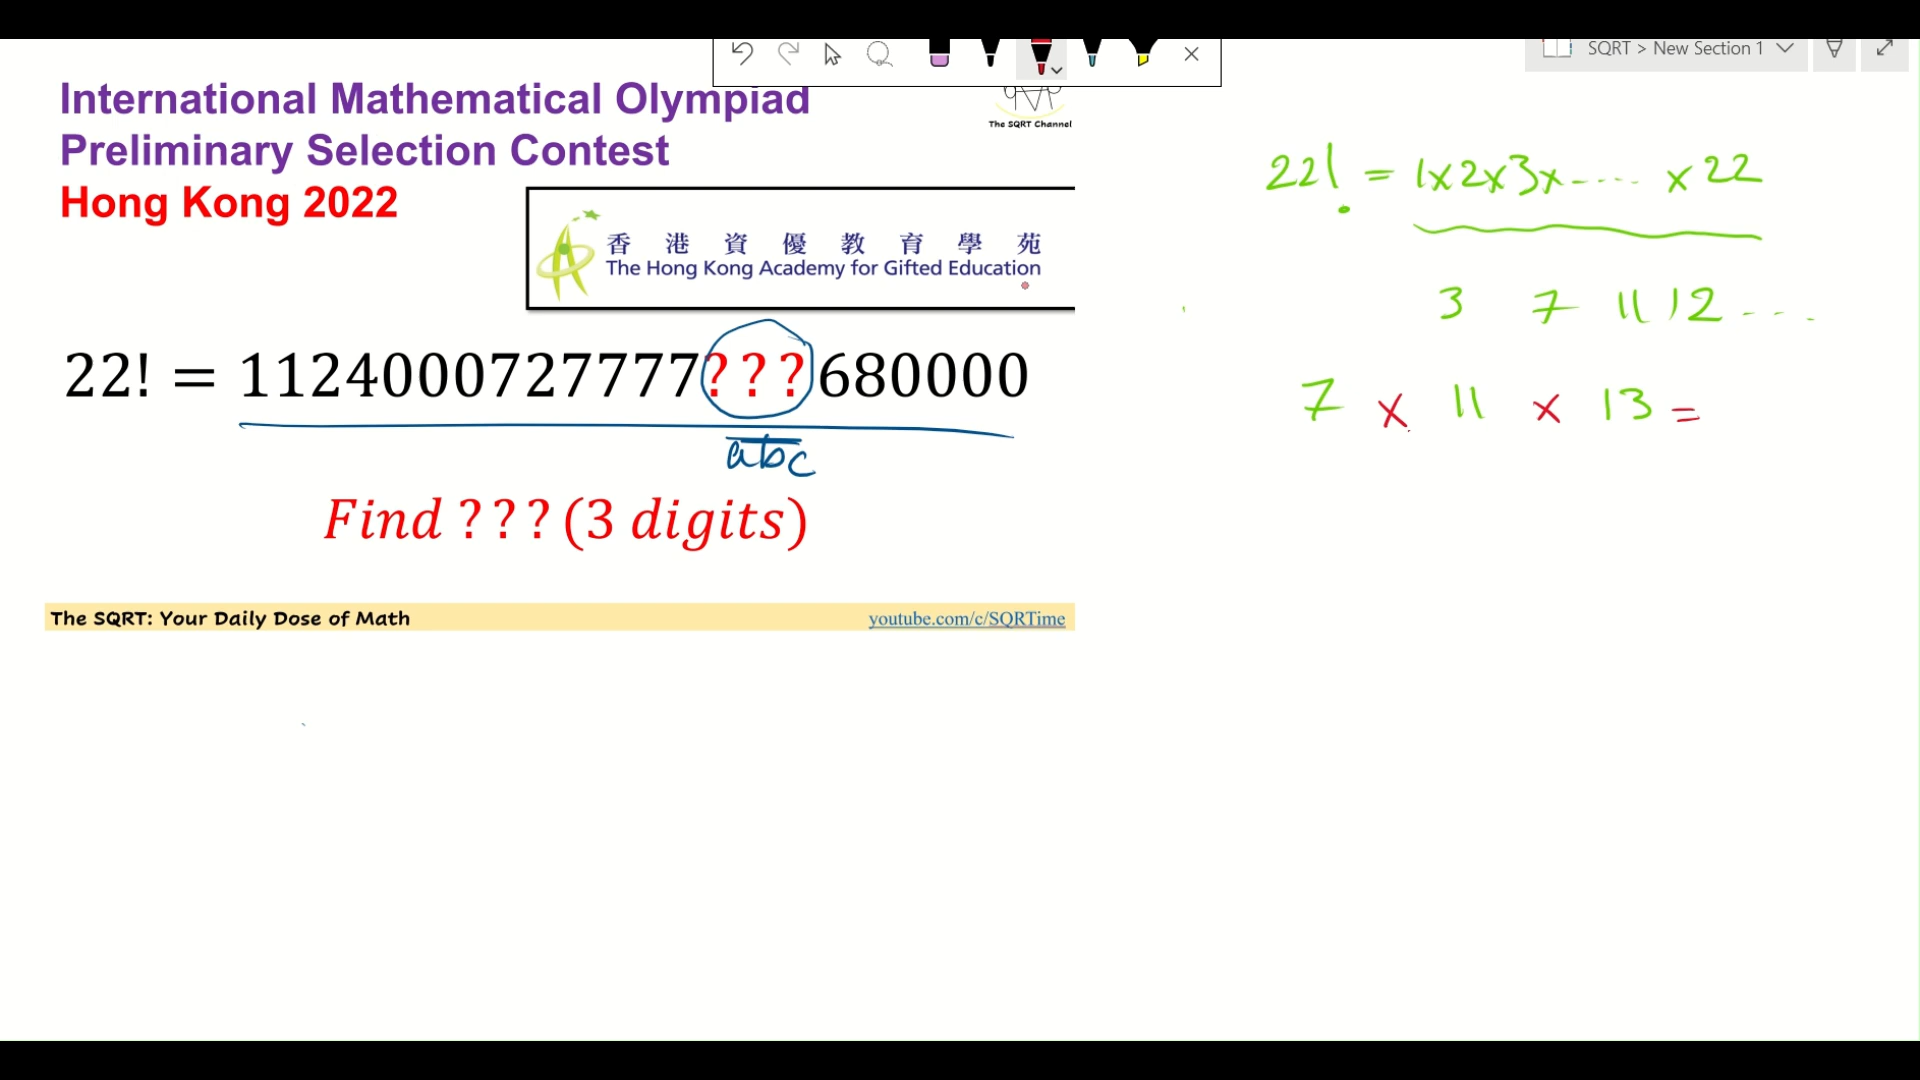 SQRT > New Section 1
International Mathematical Olympiad
Preliminary Selection Contest
Hong Kong 2022
The SQRT Channel
香港資優教育學苑
The Hong Kong Academy for Gifted Education
22! = 1124000727777???680000
abc
Find ???(3 digits)
The SQRT: Your Daily Dose of Math
youtube.com/c/SQRTime
22! = 1x2x3x-....x22
3 7 11 12 ---.
7 x 11 x 13 =